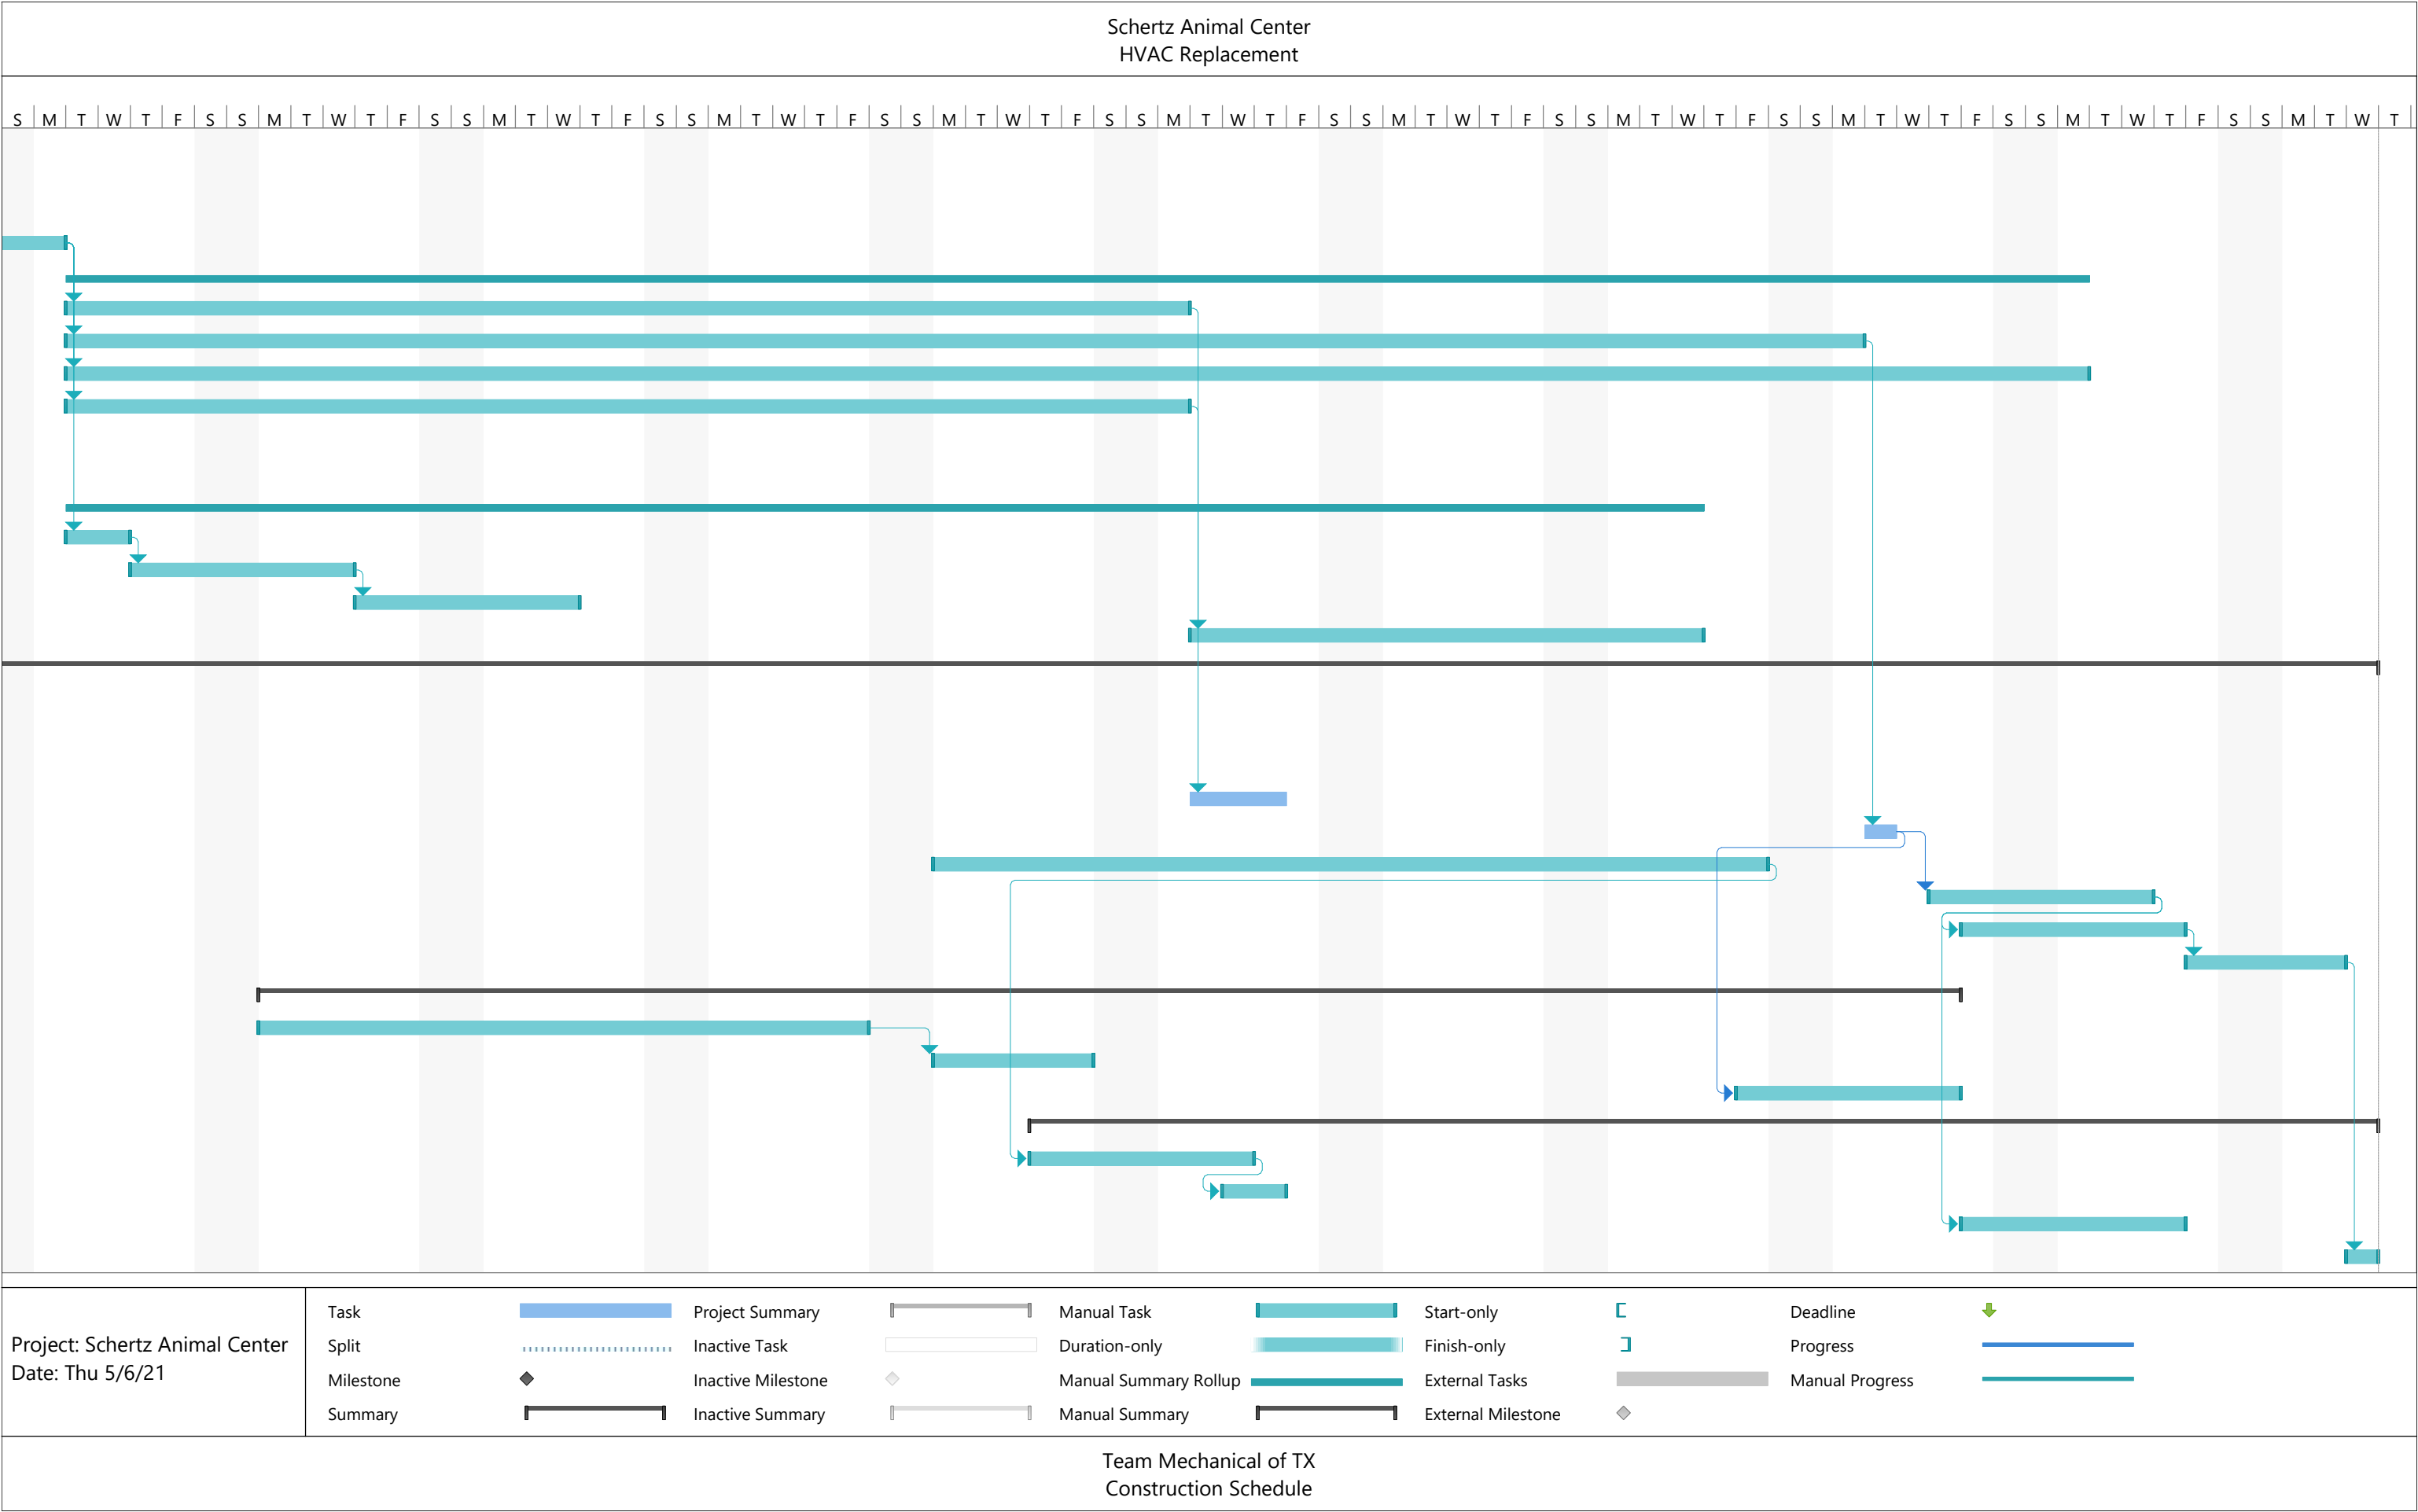 Schertz Animal Center
HVAC Replacement
S M T W T F S S M T W T F S S M T W T F S S M T W T F S S M T W T F S S M T W T F S S M T W T F S S M T W T F S S M T W T F S S M T W T F S S M T W T
Task Project Summary Manual Task Start-only Deadline
Project: Schertz Animal Center
Date: Thu 5/6/21
Split Inactive Task Duration-only Finish-only Progress
Milestone Inactive Milestone Manual Summary Rollup External Tasks Manual Progress
Summary Inactive Summary Manual Summary External Milestone
Team Mechanical of TX
Construction Schedule